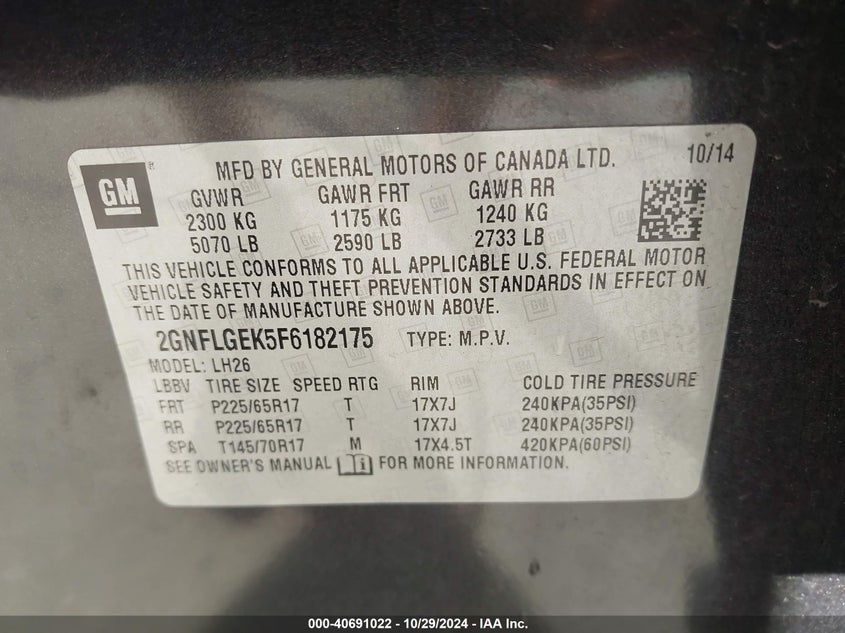 GM
MFD BY GENERAL MOTORS OF CANADA LTD. 10/14
GVWR GAWR FRT GAWR RR
2300 KG 1175 KG 1240 KG
5070 LB 2590 LB 2733 LB
THIS VEHICLE CONFORMS TO ALL APPLICABLE U.S. FEDERAL MOTOR
VEHICLE SAFETY AND THEFT PREVENTION STANDARDS IN EFFECT ON
THE DATE OF MANUFACTURE SHOWN ABOVE.
2GNFLGEK5F6182175 TYPE: M.P.V.
MODEL: LH26
LBBV TIRE SIZE SPEED RTG RIM COLD TIRE PRESSURE
FRT P225/65R17 T 17X7J 240KPA(35PSI)
RR P225/65R17 T 17X7J 240KPA(35PSI)
SPA T145/70R17 M 17X4.5T 420KPA(60PSI)
SEE OWNER'S MANUAL FOR MORE INFORMATION.
000-40691022 / 10/29/2024 - IAA Inc.